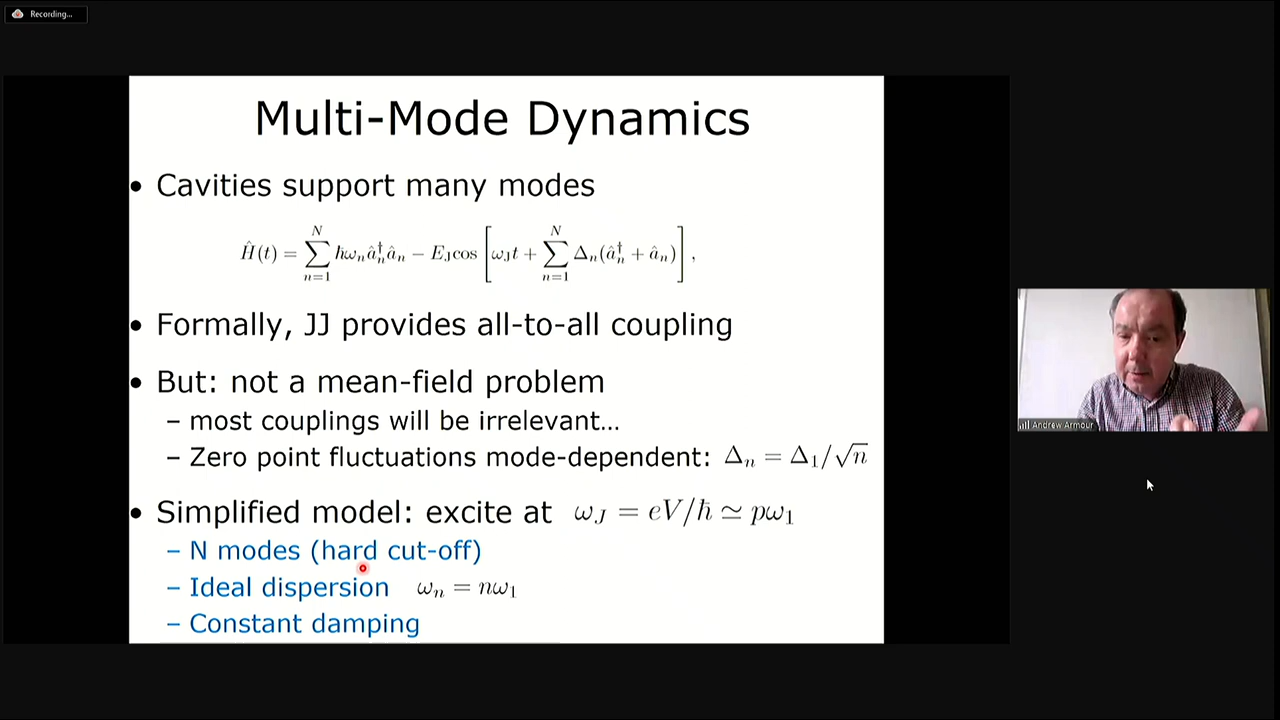 Recording...
Multi-Mode Dynamics
• Cavities support many modes
Ĥ(t) = ∑_{n=1}^{N} ħω_n â_n^† â_n − E_J cos [ω_J t + ∑_{n=1}^{N} Δ_n(â_n^† + â_n)],
• Formally, JJ provides all-to-all coupling
• But: not a mean-field problem
– most couplings will be irrelevant…
– Zero point fluctuations mode-dependent: Δ_n = Δ_1/√n
• Simplified model: excite at ω_J = eV/ħ ≃ pω_1
– N modes (hard cut-off)
– Ideal dispersion ω_n = nω_1
– Constant damping
Andrew Armour